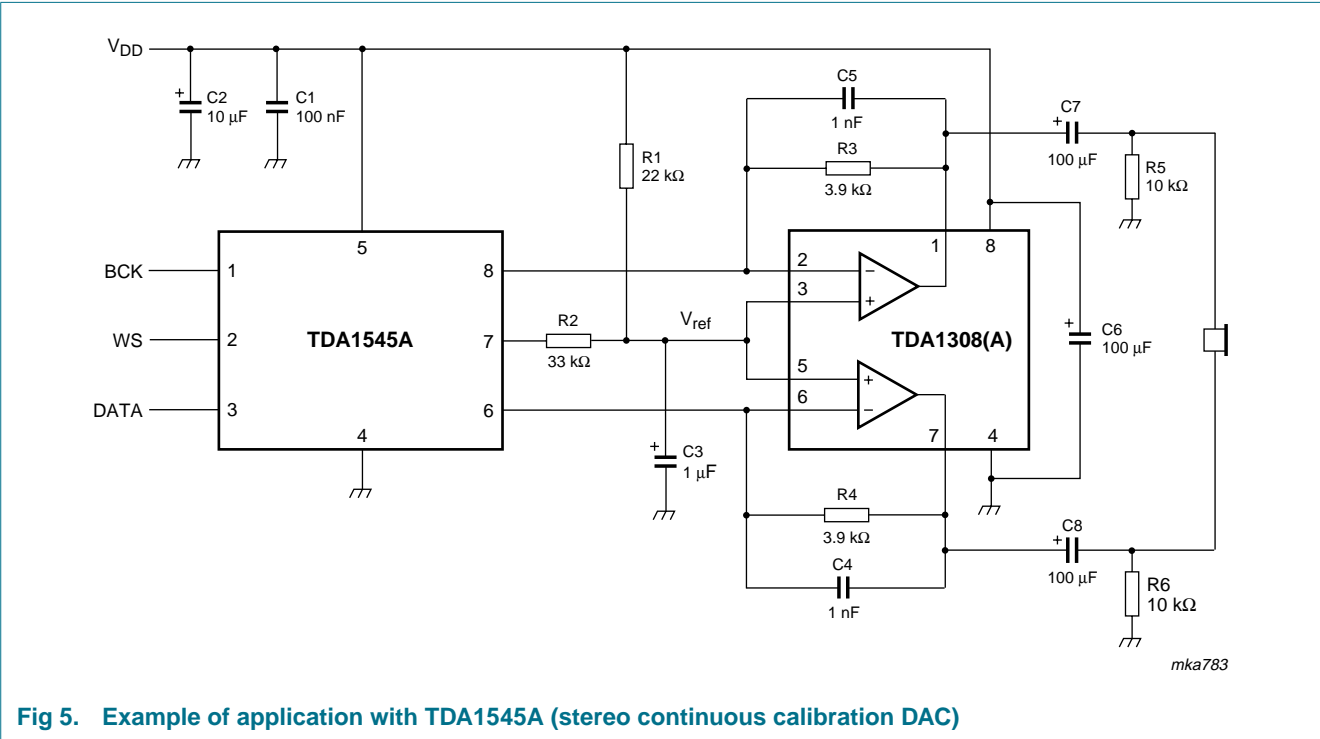 VDD
C2
10 μF
C1
100 nF
R1
22 kΩ
C5
1 nF
R3
3.9 kΩ
C7
100 μF
R5
10 kΩ
BCK
WS
DATA
1
2
3
5
TDA1545A
4
8
7
6
R2
33 kΩ
Vref
C3
1 μF
2
3
5
6
1
8
TDA1308(A)
7
4
C6
100 μF
R4
3.9 kΩ
C4
1 nF
C8
100 μF
R6
10 kΩ
mka783
Fig 5. Example of application with TDA1545A (stereo continuous calibration DAC)